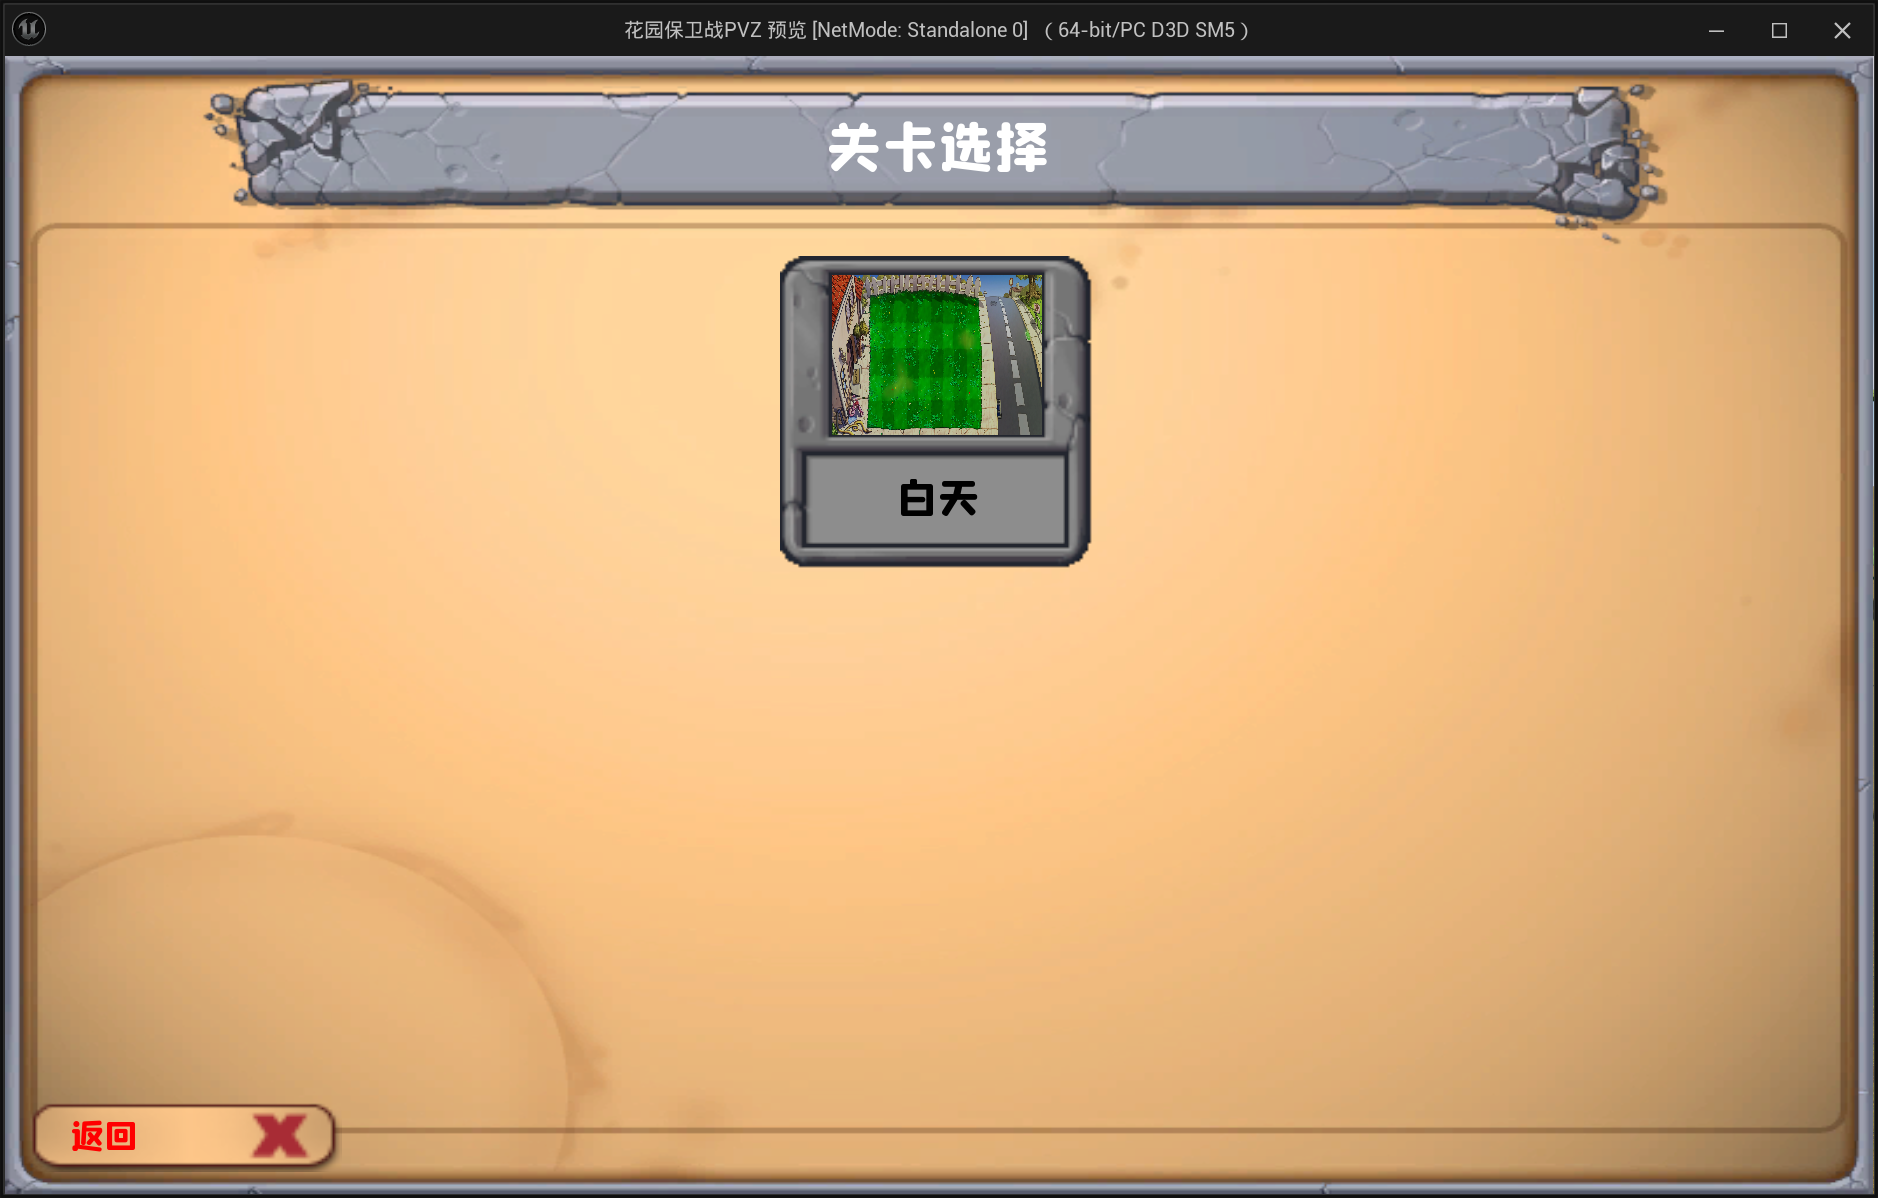 花园保卫战PVZ 预览 [NetMode: Standalone 0] （64-bit/PC D3D SM5）
关卡选择
白天
返回